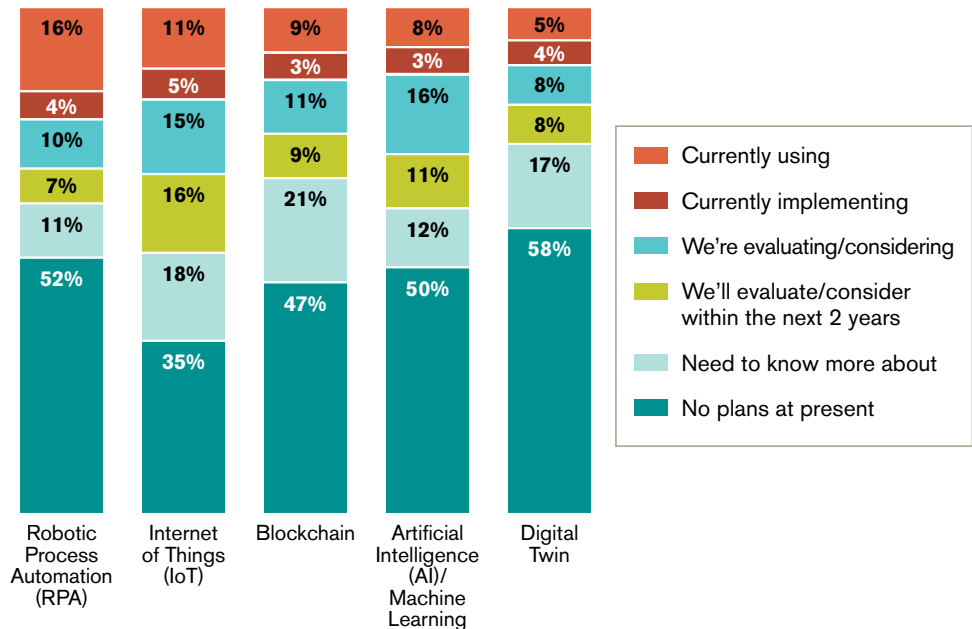 16%
4%
10%
7%
11%
52%
11%
5%
15%
16%
18%
35%
9%
3%
11%
9%
21%
47%
8%
3%
16%
11%
12%
50%
5%
4%
8%
8%
17%
58%
Robotic
Process
Automation
(RPA)
Internet
of Things
(IoT)
Blockchain
Artificial
Intelligence
(AI)/
Machine
Learning
Digital
Twin
Currently using
Currently implementing
We’re evaluating/considering
We’ll evaluate/consider
within the next 2 years
Need to know more about
No plans at present